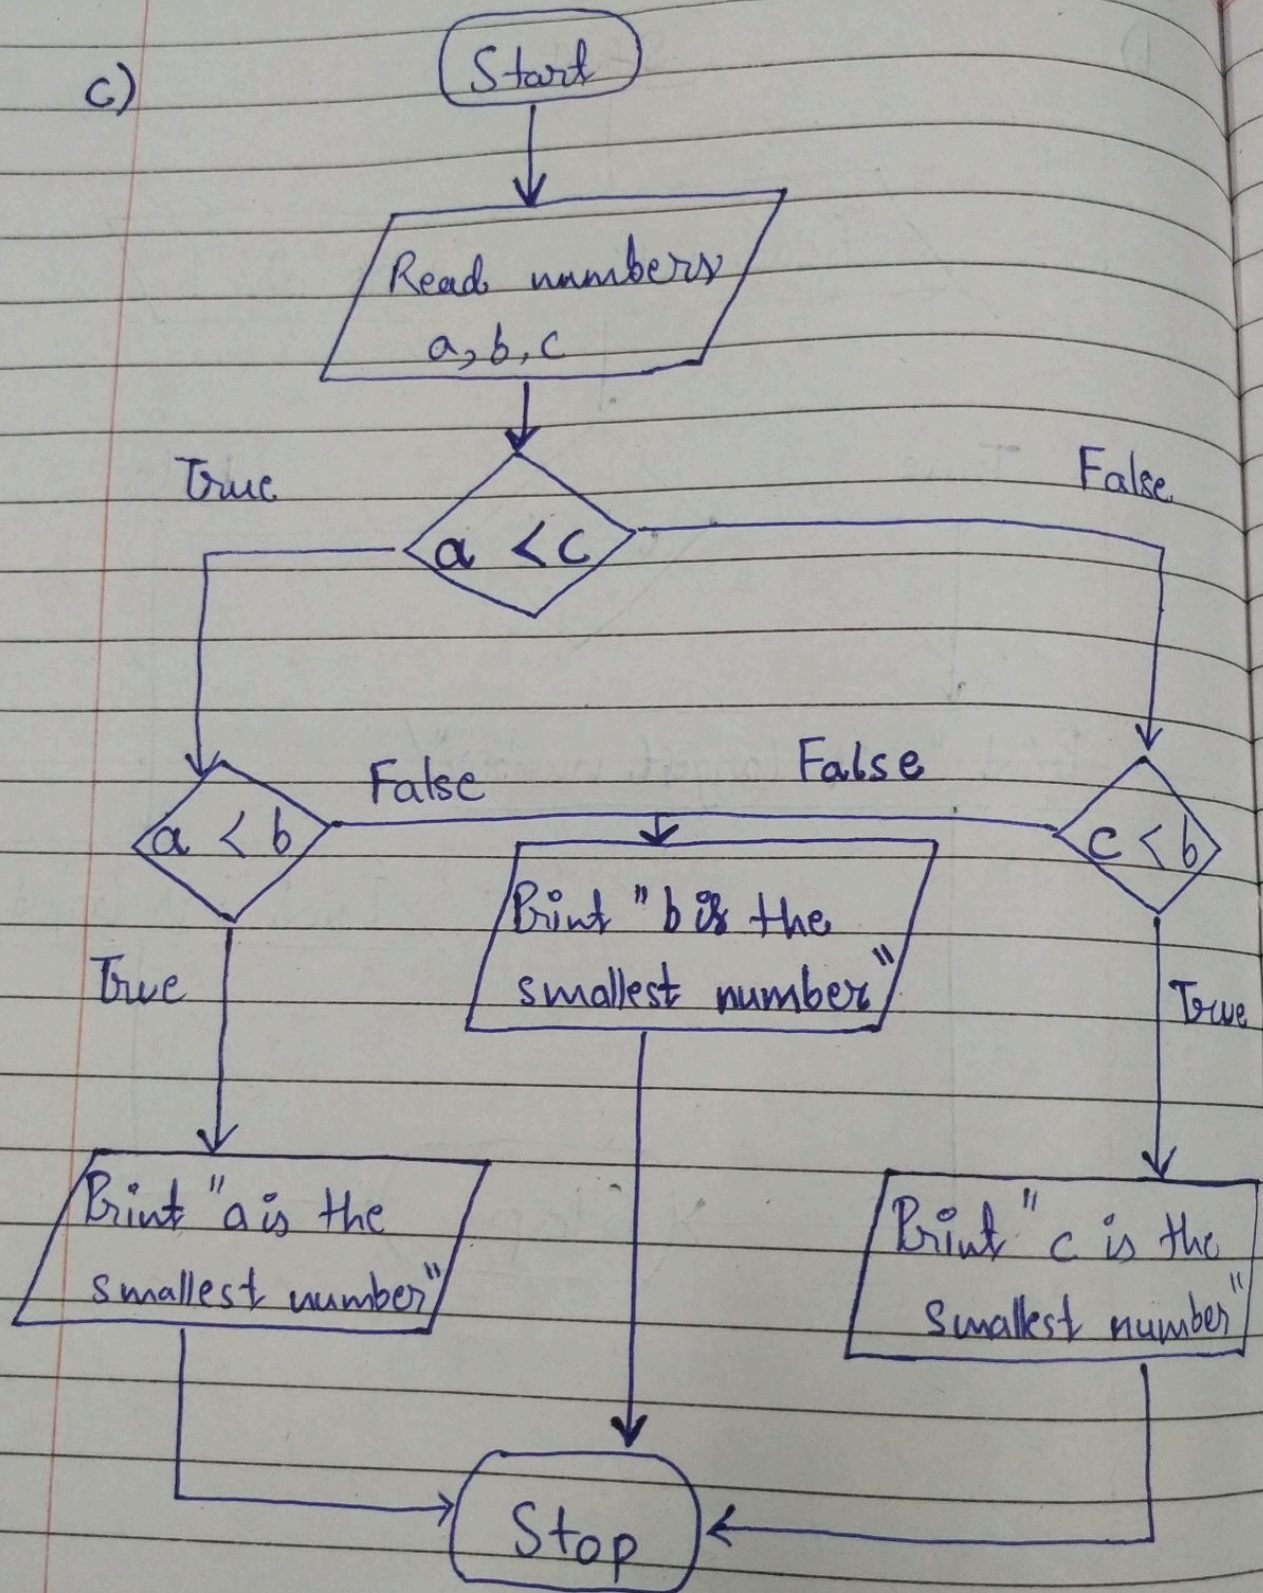 c)
Start
Read numbers
a, b, c
True
False
a < c
False
False
a < b
c < b
Print "b is the
smallest number"
True
True
Print "a is the
smallest number"
Print "c is the
smallest number"
Stop